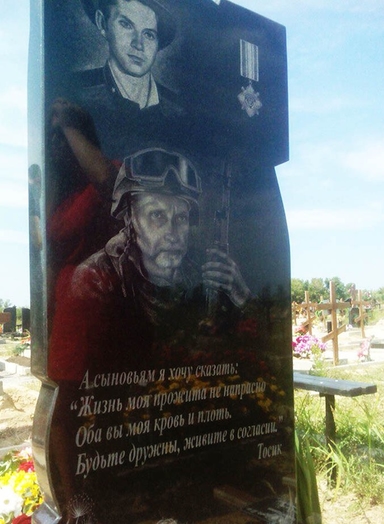 А сыновьям я хочу сказать:
"Жизнь моя прожита не напрасно
Оба вы моя кровь и плоть.
Будьте дружны, живите в согласии."
Тосик